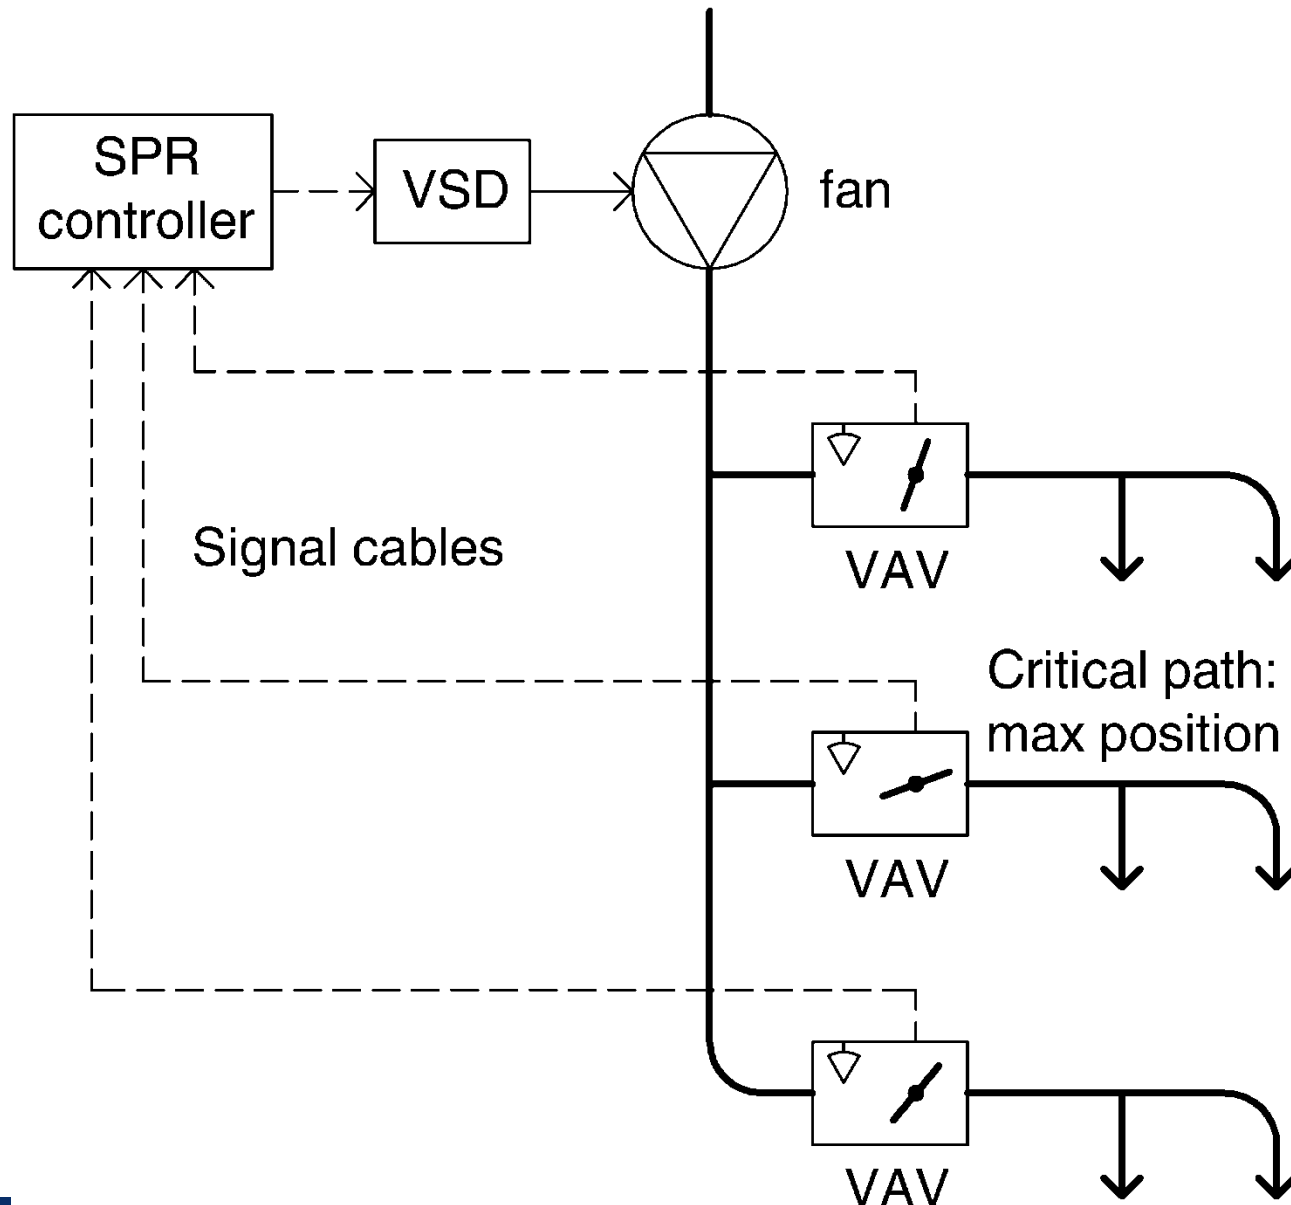 SPR
controller
VSD
fan
Signal cables
VAV
Critical path:
max position
VAV
VAV